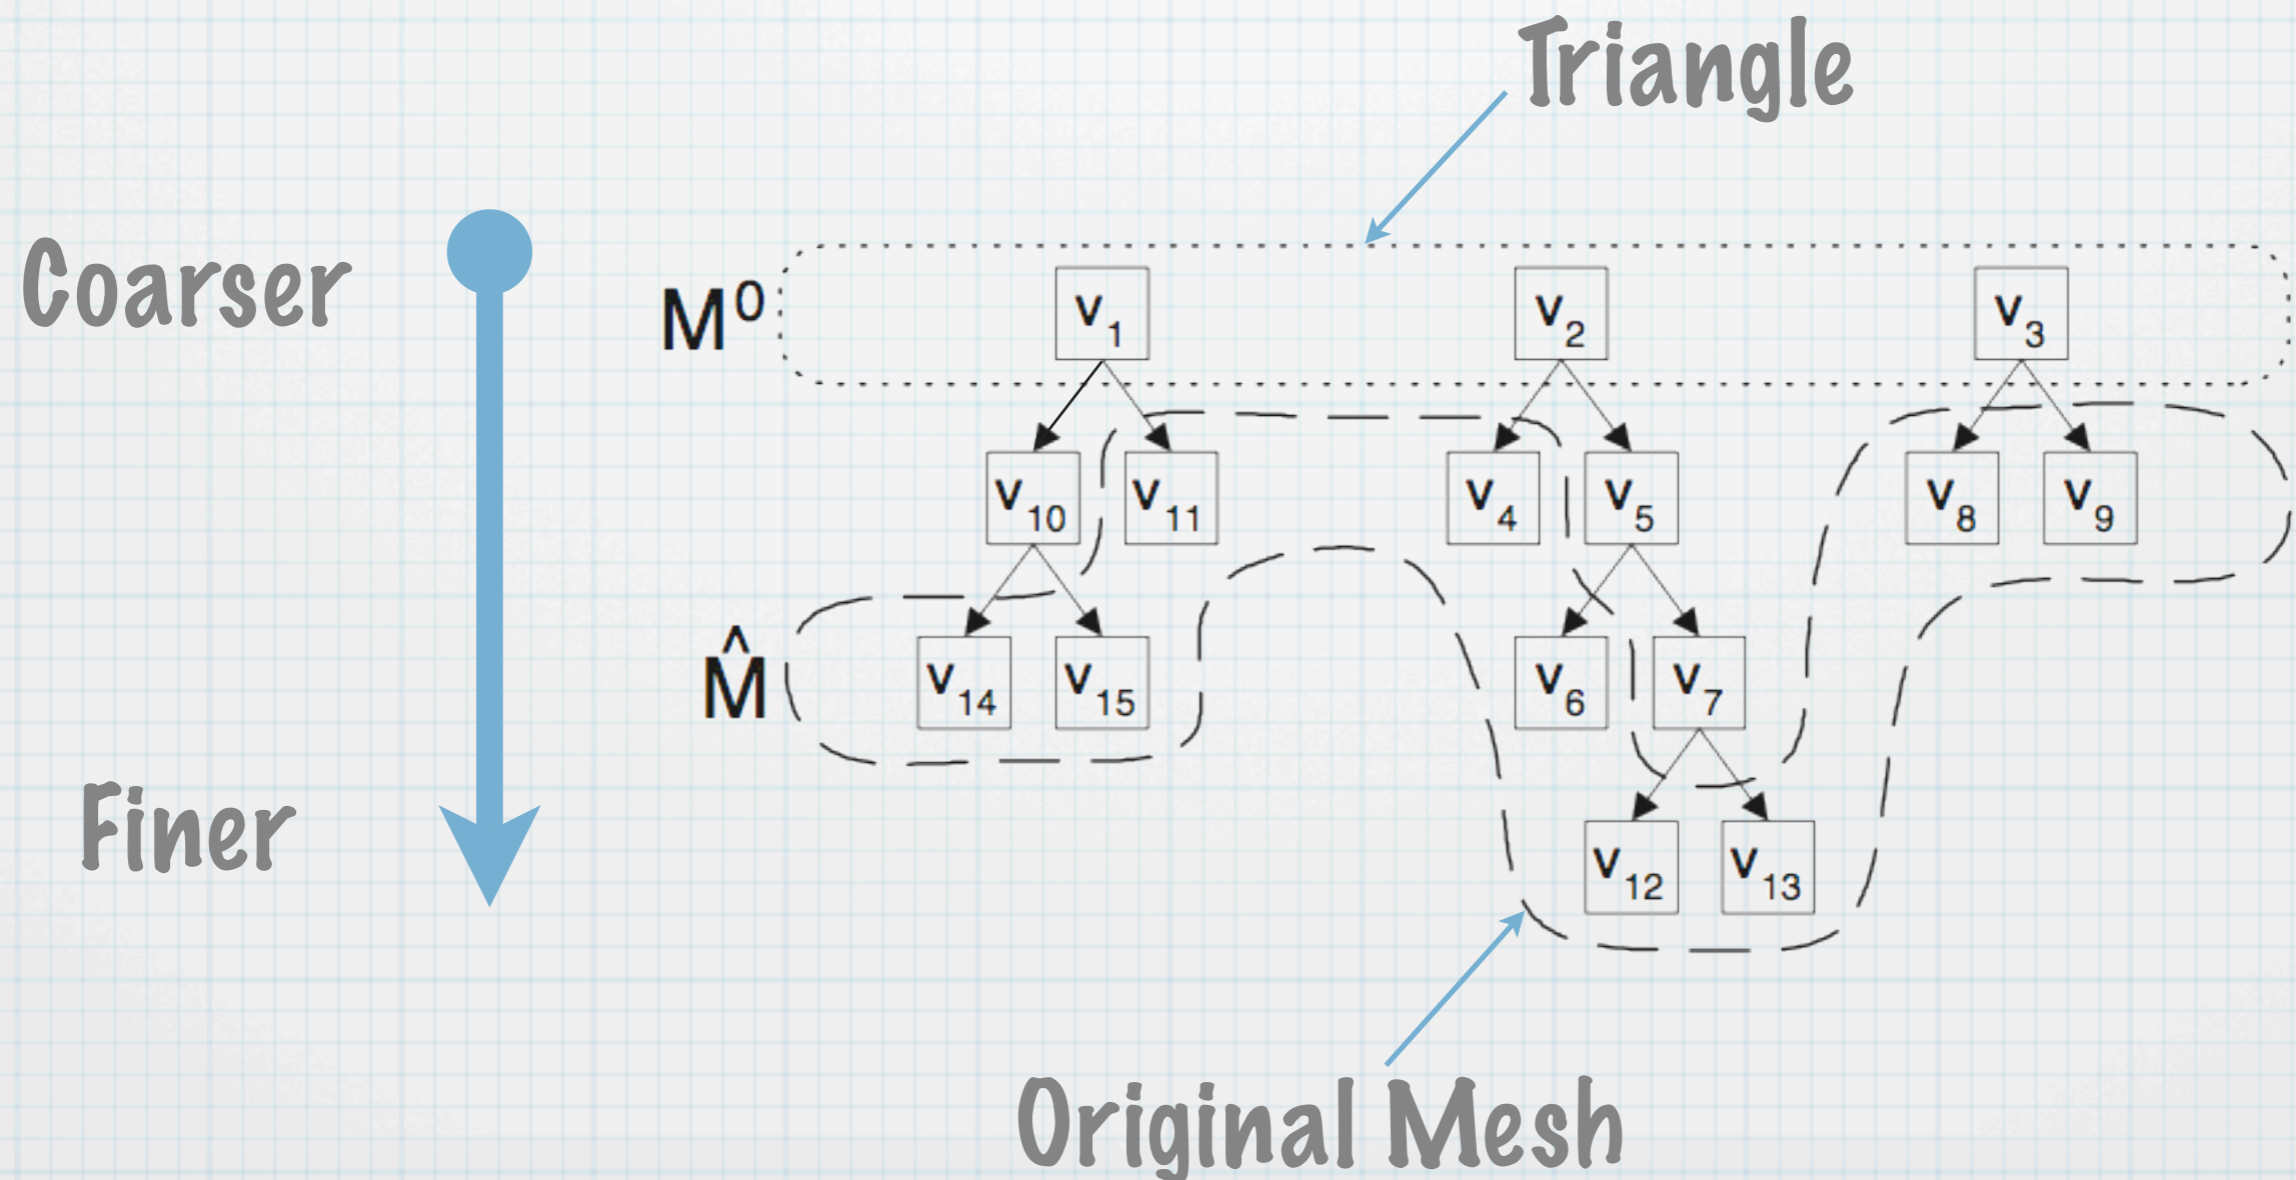 Triangle
Coarser
M⁰
v₁ v₂ v₃
v₁₀ v₁₁ v₄ v₅ v₈ v₉
M̂
v₁₄ v₁₅ v₆ v₇
Finer
v₁₂ v₁₃
Original Mesh